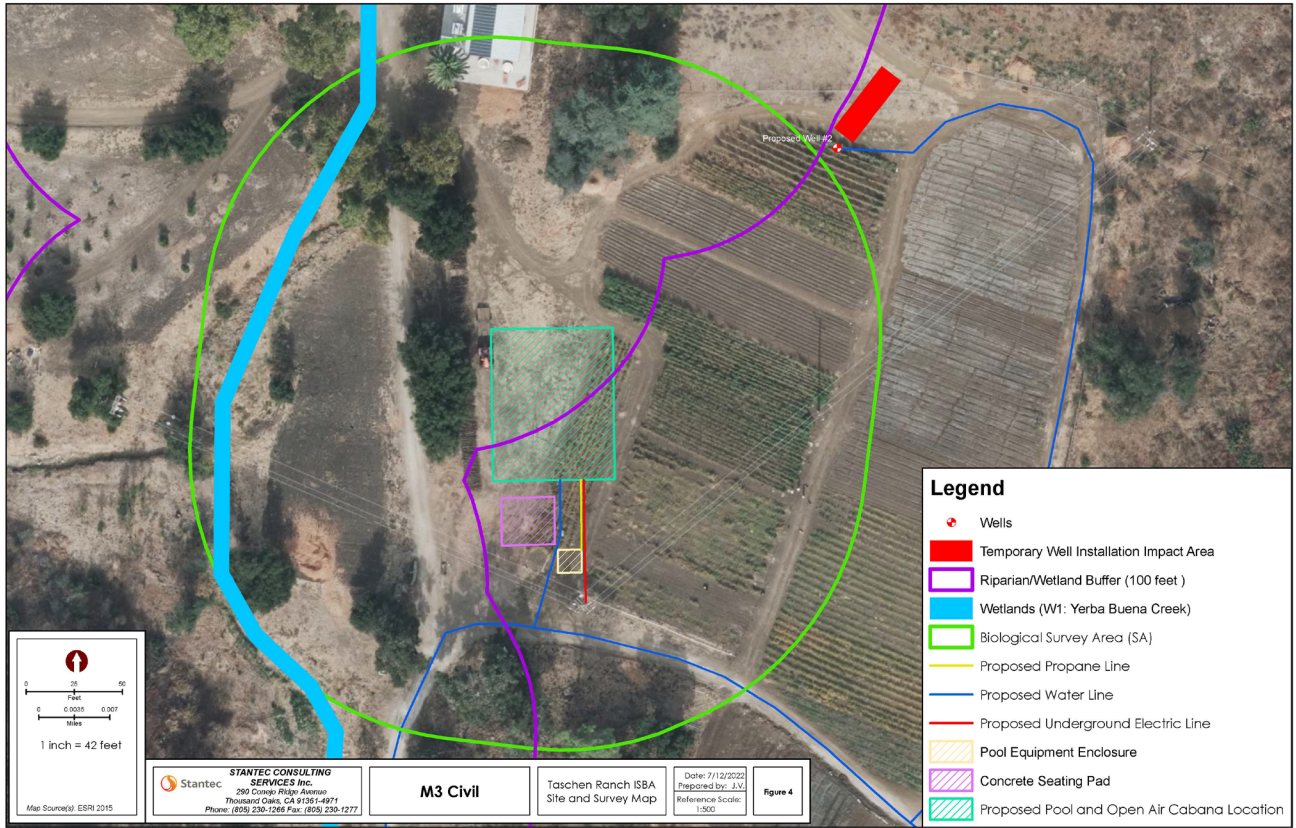 Proposed Well #2
Legend
Wells
Temporary Well Installation Impact Area
Riparian/Wetland Buffer (100 feet )
Wetlands (W1: Yerba Buena Creek)
Biological Survey Area (SA)
Proposed Propane Line
Proposed Water Line
Proposed Underground Electric Line
Pool Equipment Enclosure
Concrete Seating Pad
Proposed Pool and Open Air Cabana Location
0 25 50
Feet
0 0.0035 0.007
Miles
1 inch = 42 feet
Map Source(s): ESRI 2015
Stantec
STANTEC CONSULTING
SERVICES Inc.
290 Conejo Ridge Avenue
Thousand Oaks, CA 91361-4971
Phone: (805) 230-1266 Fax: (805) 230-1277
M3 Civil
Taschen Ranch ISBA
Site and Survey Map
Date: 7/12/2022
Prepared by: J.V.
Reference Scale:
1:500
Figure 4